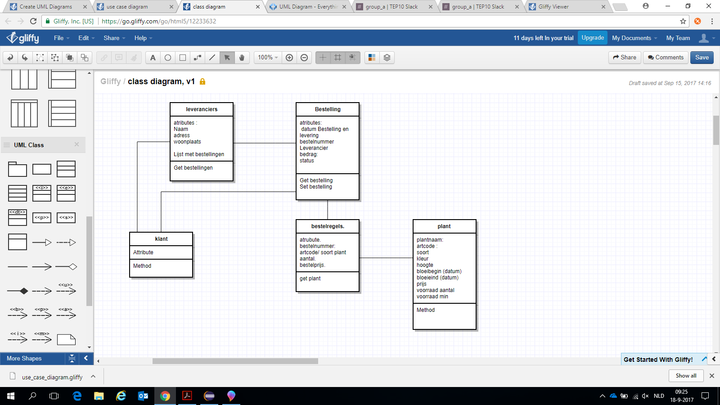 Create UML Diagrams
use case diagram
class diagram
UML Diagram - Everyth
group_a | TEP10 Slack
group_a | TEP10 Slack
Gliffy Viewer
Gliffy, Inc. [US] | https://go.gliffy.com/go/html5/12233632
gliffy
File
Edit
Share
Help
11 days left in your trial
Upgrade
My Documents
My Team
100%
Share
Comments
Save
Gliffy / class diagram, v1
Draft saved at Sep 15, 2017 14:16
UML Class
leveranciers
atributes :
Naam
adress
woonplaats
Lijst met bestellingen
Get bestellingen
Bestelling
atributes:
datum Bestelling en
levering
bestelnummer
Leverancier
bedrag
status
Get bestelling
Set bestelling
klant
Attribute
Method
bestelregels.
atrubute.
bestelnummer.
artcode/ soort plant
aantal.
bestelprijs.
get plant
plant
plantnaam:
artcode
soort
kleur
hoogte
bloeibegin (datum)
bloeieind (datum)
prijs
voorraad aantal
voorraad min
Method
More Shapes
Get Started With Gliffy!
use_case_diagram.gliffy
Show all
NLD
09:25
18-9-2017